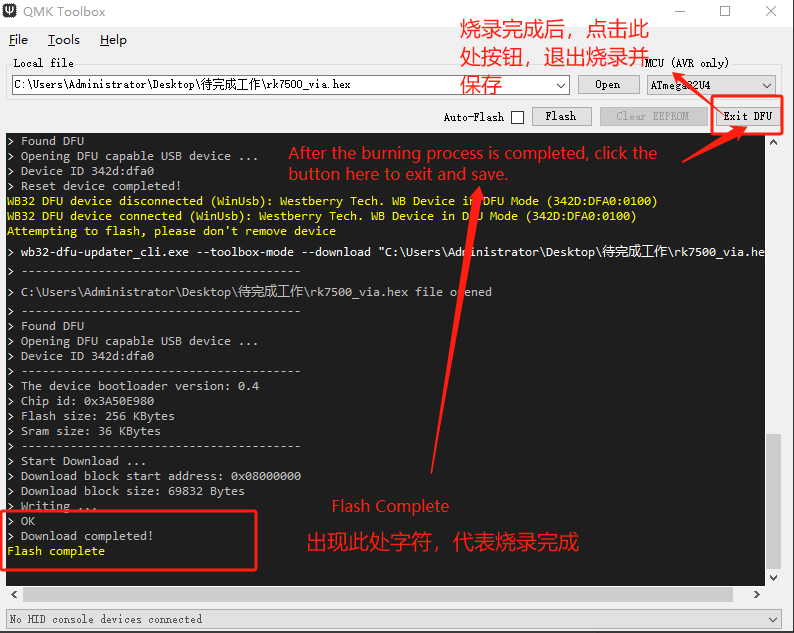 QMK Toolbox
File Tools Help
烧录完成后，点击此
处按钮，退出烧录并
保存
Local file
MCU (AVR only)
C:\Users\Administrator\Desktop\待完成工作\rk7500_via.hex
Open
Auto-Flash
Flash
Clear EEPROM
Exit DFU
> Found DFU
> Opening DFU capable USB device ...
> Device ID 342d:dfa0
> Reset device completed!
After the burning process is completed, click the
button here to exit and save.
WB32 DFU device disconnected (WinUsb): Westberry Tech. WB Device in DFU Mode (342D:DFA0:0100)
WB32 DFU device connected (WinUsb): Westberry Tech. WB Device in DFU Mode (342D:DFA0:0100)
Attempting to flash, please don't remove device
> wb32-dfu-updater_cli.exe --toolbox-mode --download "C:\Users\Administrator\Desktop\待完成工作\rk7500_via.he
> ----------------------------------------
> C:\Users\Administrator\Desktop\待完成工作\rk7500_via.hex file opened
> ----------------------------------------
> Found DFU
> Opening DFU capable USB device ...
> Device ID 342d:dfa0
> ----------------------------------------
> The device bootloader version: 0.4
> Chip id: 0x3A50E980
> Flash size: 256 KBytes
> Sram size: 36 KBytes
> ----------------------------------------
> Start Download ...
> Download block start address: 0x08000000
> Download block size: 69832 Bytes
> Writing ...
> OK
> Download completed!
Flash complete
Flash Complete
出现此处字符，代表烧录完成
No HID console devices connected